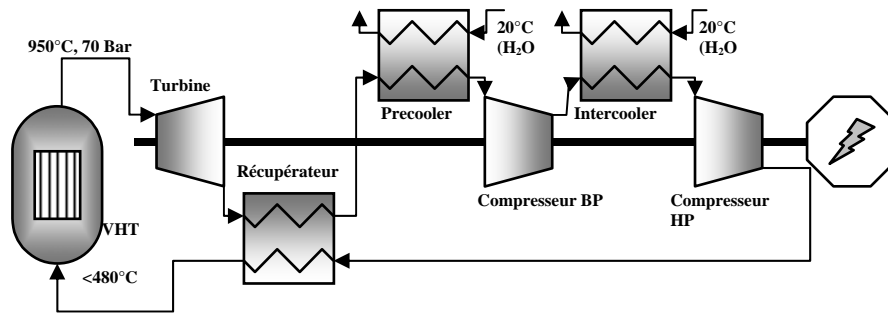 950°C, 70 Bar
Turbine
20°C
(H₂O
20°C
(H₂O
Precooler
Intercooler
Récupérateur
Compresseur BP
Compresseur
HP
VHT
<480°C